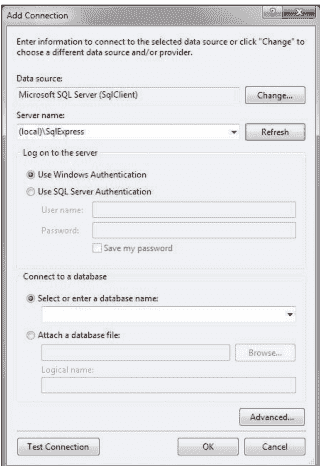 Add Connection
Enter information to connect to the selected data source or click "Change" to
choose a different data source and/or provider.
Data source:
Microsoft SQL Server (SqlClient)
Change...
Server name:
(local)\SqlExpress
Refresh
Log on to the server
Use Windows Authentication
Use SQL Server Authentication
User name:
Password:
Save my password
Connect to a database
Select or enter a database name:
Attach a database file:
Browse...
Logical name:
Advanced...
Test Connection
OK
Cancel